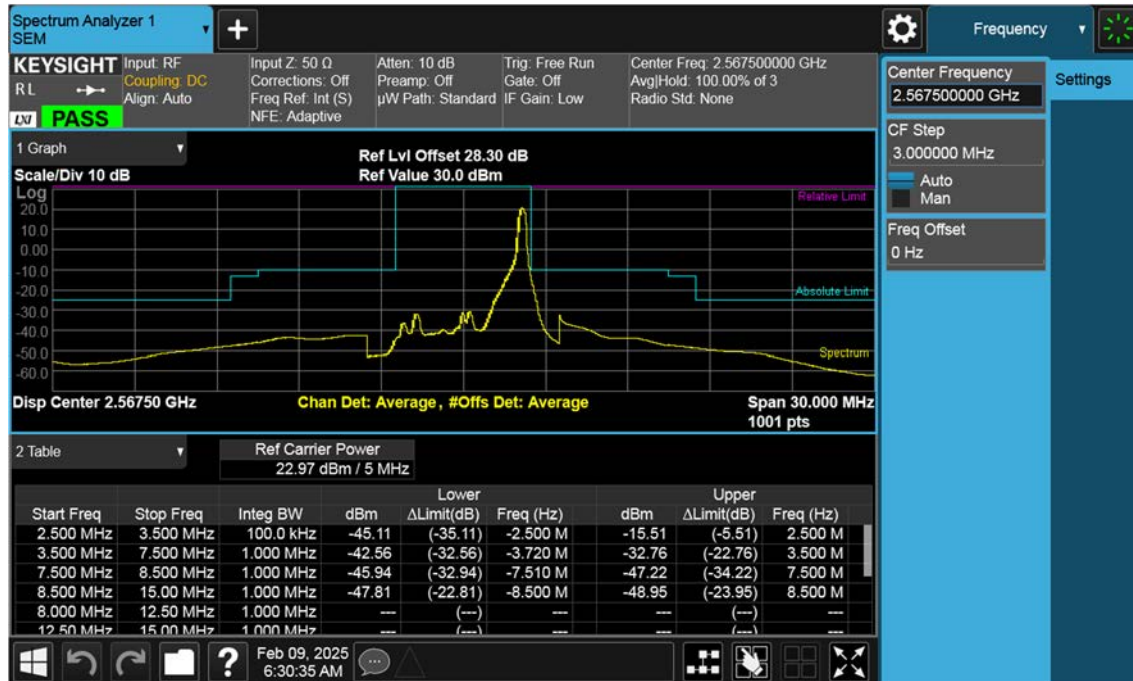 Spectrum Analyzer 1
SEM
+
Frequency
KEYSIGHT
RL
LXI
PASS
Input: RF
Coupling: DC
Align: Auto
Input Z: 50 Ω
Corrections: Off
Freq Ref: Int (S)
NFE: Adaptive
Atten: 10 dB
Preamp: Off
µW Path: Standard
Trig: Free Run
Gate: Off
IF Gain: Low
Center Freq: 2.567500000 GHz
Avg|Hold: 100.00% of 3
Radio Std: None
Center Frequency
2.567500000 GHz
Settings
CF Step
3.000000 MHz
Auto
Man
Freq Offset
0 Hz
1 Graph
Scale/Div 10 dB
Ref Lvl Offset 28.30 dB
Ref Value 30.0 dBm
Log
20.0
10.0
0.00
-10.0
-20.0
-30.0
-40.0
-50.0
-60.0
Relative Limit
Absolute Limit
Spectrum
Disp Center 2.56750 GHz
Chan Det: Average, #Offs Det: Average
Span 30.000 MHz
1001 pts
2 Table
Ref Carrier Power
22.97 dBm / 5 MHz
Lower Upper
Start Freq Stop Freq Integ BW dBm ΔLimit(dB) Freq (Hz) dBm ΔLimit(dB) Freq (Hz)
2.500 MHz 3.500 MHz 100.0 kHz -45.11 (-35.11) -2.500 M -15.51 (-5.51) 2.500 M
3.500 MHz 7.500 MHz 1.000 MHz -42.56 (-32.56) -3.720 M -32.76 (-22.76) 3.500 M
7.500 MHz 8.500 MHz 1.000 MHz -45.94 (-32.94) -7.510 M -47.22 (-34.22) 7.500 M
8.500 MHz 15.00 MHz 1.000 MHz -47.81 (-22.81) -8.500 M -48.95 (-23.95) 8.500 M
8.000 MHz 12.50 MHz 1.000 MHz --- (---) --- --- (---) ---
12.50 MHz 15.00 MHz 1.000 MHz --- (---) --- --- (---) ---
?
Feb 09, 2025
6:30:35 AM